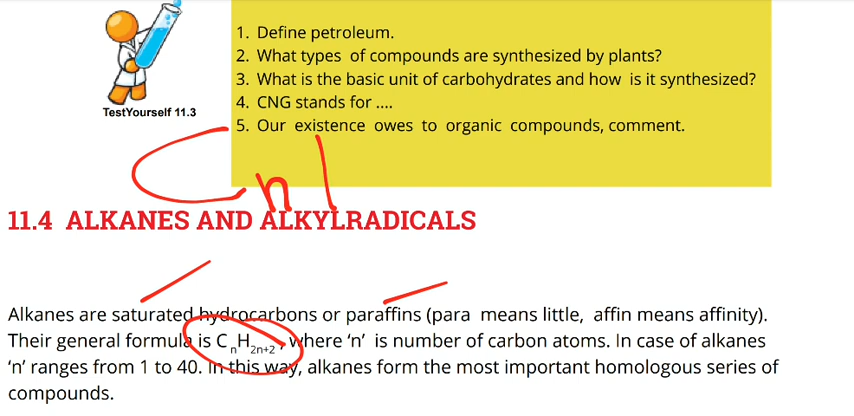 1. Define petroleum.
2. What types of compounds are synthesized by plants?
3. What is the basic unit of carbohydrates and how is it synthesized?
4. CNG stands for ....
TestYourself 11.3
5. Our existence owes to organic compounds, comment.
C n
11.4 ALKANES AND ALKYLRADICALS
Alkanes are saturated hydrocarbons or paraffins (para means little, affin means affinity).
Their general formula is CₙH₂ₙ₊₂, where ‘n’ is number of carbon atoms. In case of alkanes
‘n’ ranges from 1 to 40. In this way, alkanes form the most important homologous series of
compounds.